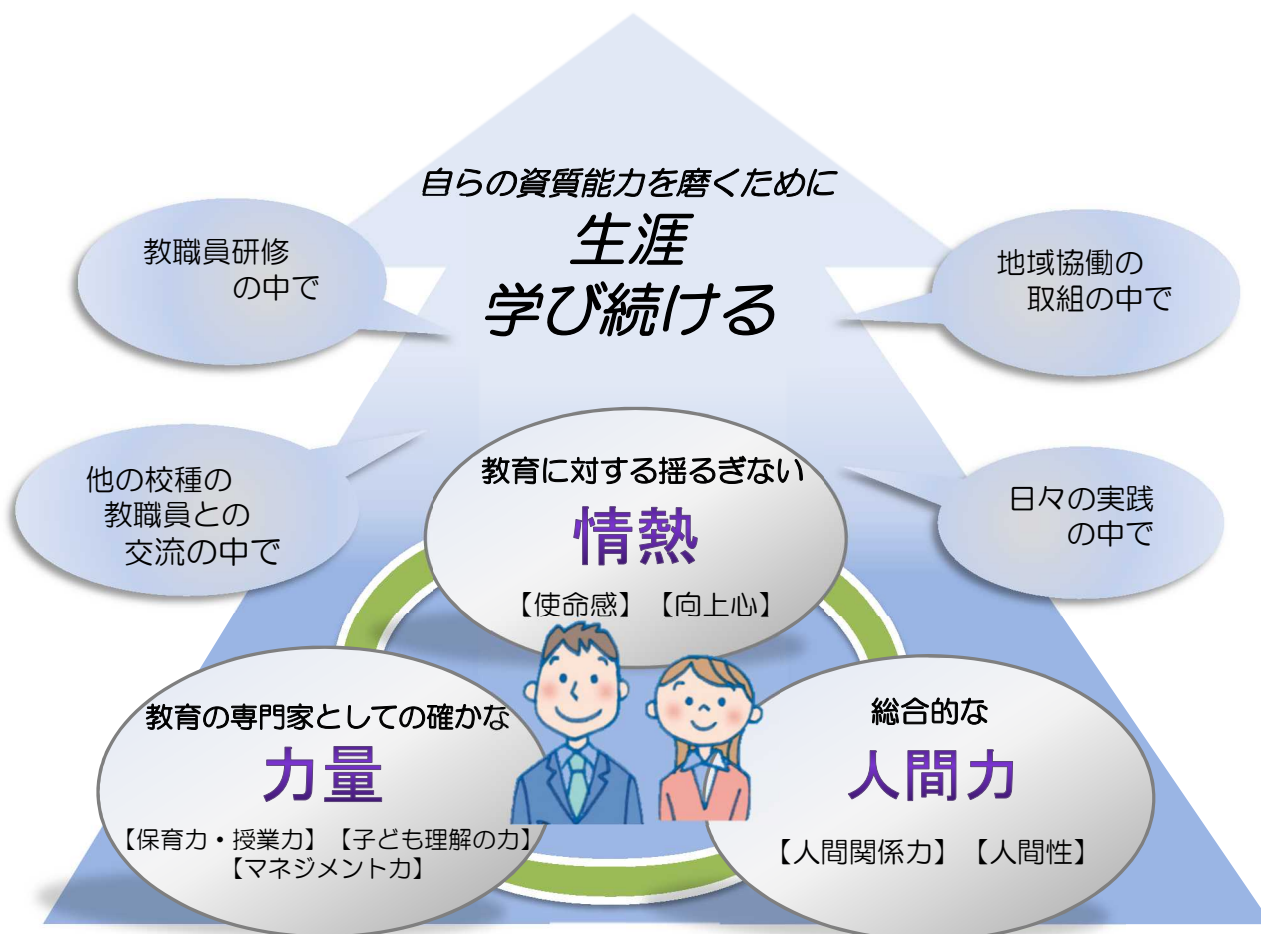 自らの資質能力を磨くために
生涯
学び続ける
教職員研修
の中で
地域協働の
取組の中で
他の校種の
教職員との
交流の中で
日々の実践
の中で
教育に対する揺るぎない
情熱
【使命感】【向上心】
教育の専門家としての確かな
力量
【保育力・授業力】【子ども理解の力】
【マネジメント力】
総合的な
人間力
【人間関係力】【人間性】